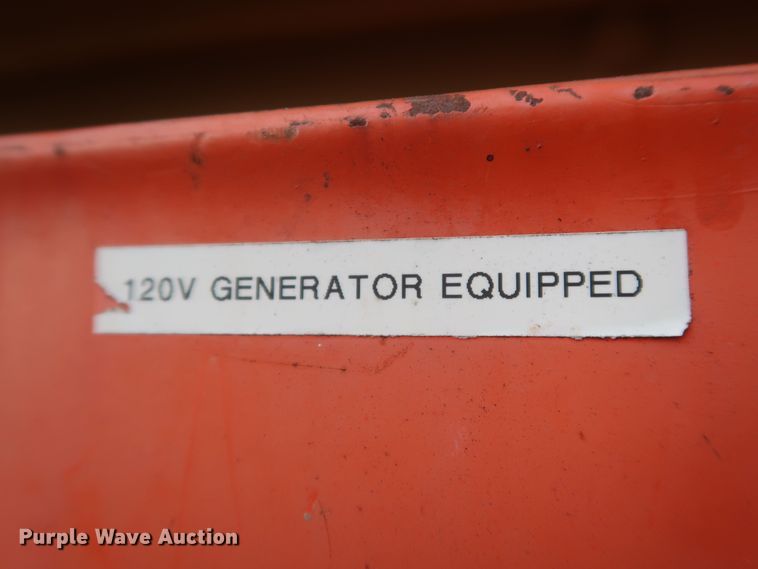 120V GENERATOR EQUIPPED
Purple Wave Auction